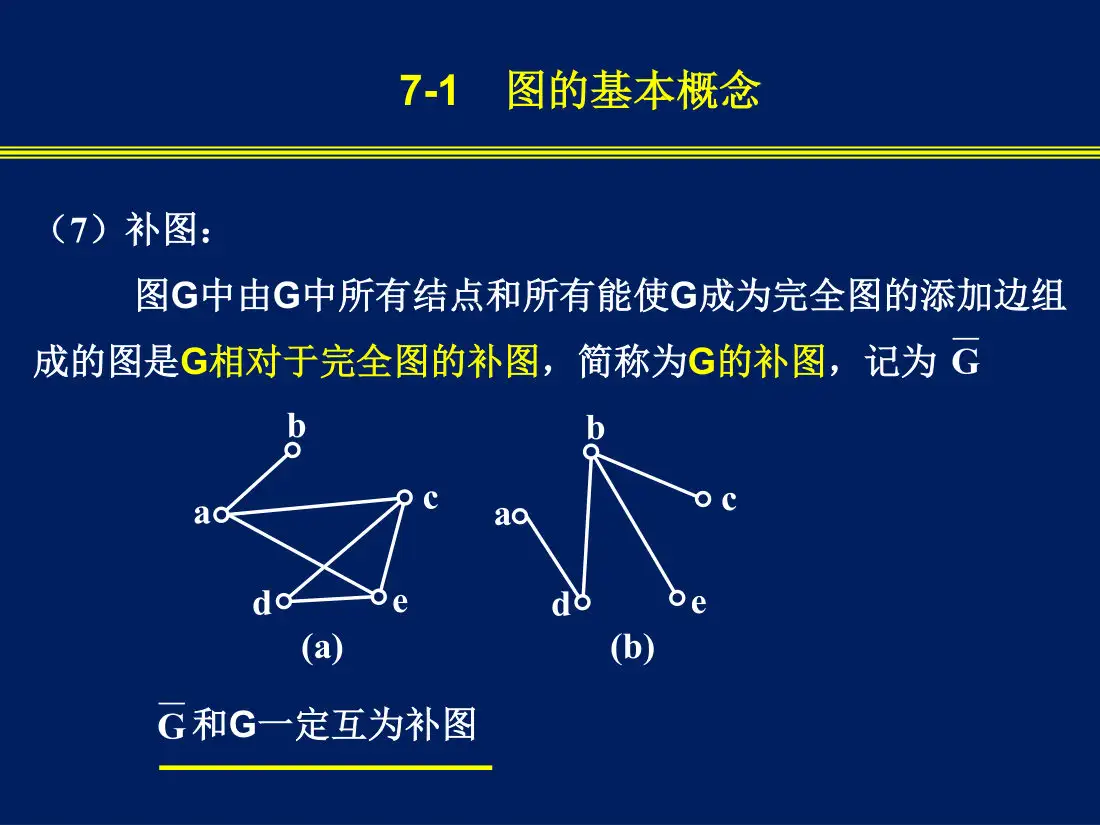 7-1 图的基本概念
（7）补图：
图G中由G中所有结点和所有能使G成为完全图的添加边组
成的图是G相对于完全图的补图，简称为G的补图，记为 G̅
b
a
c
d
e
(a)
b
a
c
d
e
(b)
G̅ 和G一定互为补图